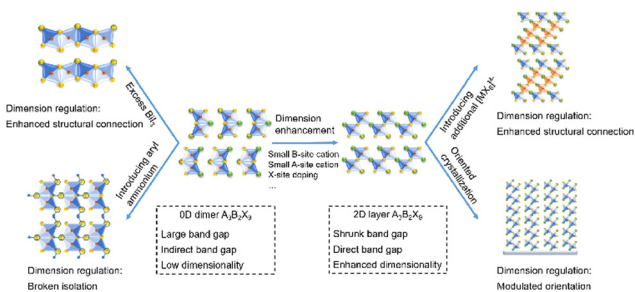 Dimension regulation:
Enhanced structural connection
Excess BiI₃
Introducing aryl
ammonium
Dimension regulation:
Broken isolation
Dimension
enhancement
Small B-site cation
Small A-site cation
X-site doping
...
0D dimer A₃B₂X₉
Large band gap
Indirect band gap
Low dimensionality
2D layer A₃B₂X₉
Shrunk band gap
Direct band gap
Enhanced dimensionality
Introducing
additional
Oriented
crystallization
Dimension regulation:
Enhanced structural connection
Dimension regulation:
Modulated orientation